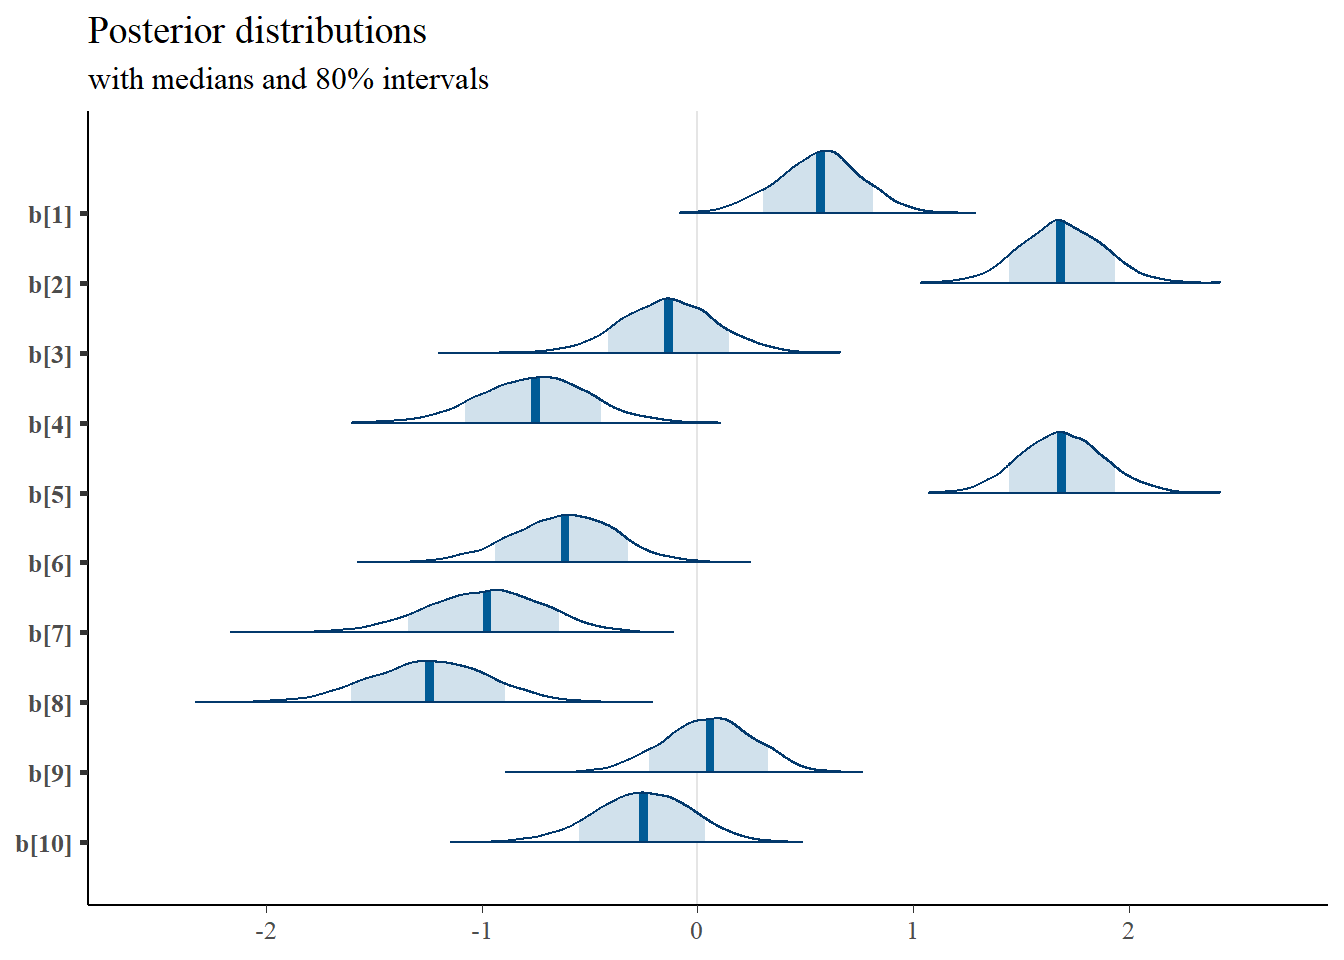 Posterior distributions
with medians and 80% intervals
b[1]
b[2]
b[3]
b[4]
b[5]
b[6]
b[7]
b[8]
b[9]
b[10]
-2 -1 0 1 2